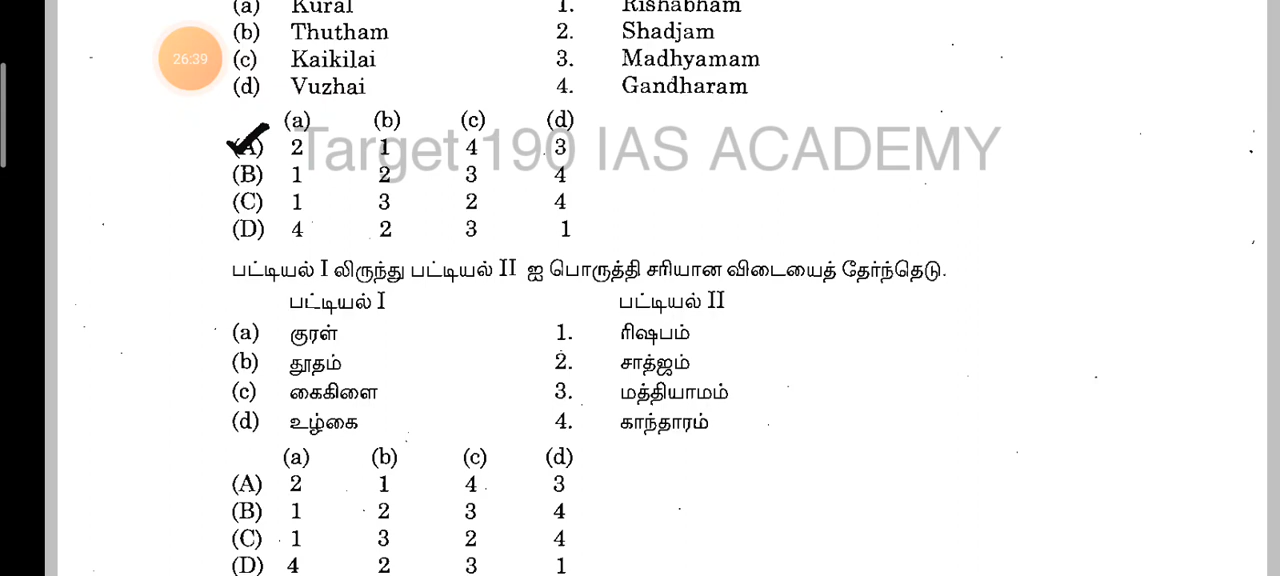 (a) Kural 1. Rishabham
(b) Thutham 2. Shadjam
26:39
(c) Kaikilai 3. Madhyamam
(d) Vuzhai 4. Gandharam
(a) (b) (c) (d)
Target 190 IAS ACADEMY
(A) 2 1 4 3
(B) 1 2 3 4
(C) 1 3 2 4
(D) 4 2 3 1
பட்டியல் I லிருந்து பட்டியல் II ஐ பொருத்தி சரியான விடையைத் தேர்ந்தெடு.
பட்டியல் I பட்டியல் II
(a) குரள் 1. ரிஷபம்
(b) தூதம் 2. சாத்ஜம்
(c) கைகிளை 3. மத்தியாமம்
(d) உழ்கை 4. காந்தாரம்
(a) (b) (c) (d)
(A) 2 1 4 3
(B) 1 2 3 4
(C) 1 3 2 4
(D) 4 2 3 1